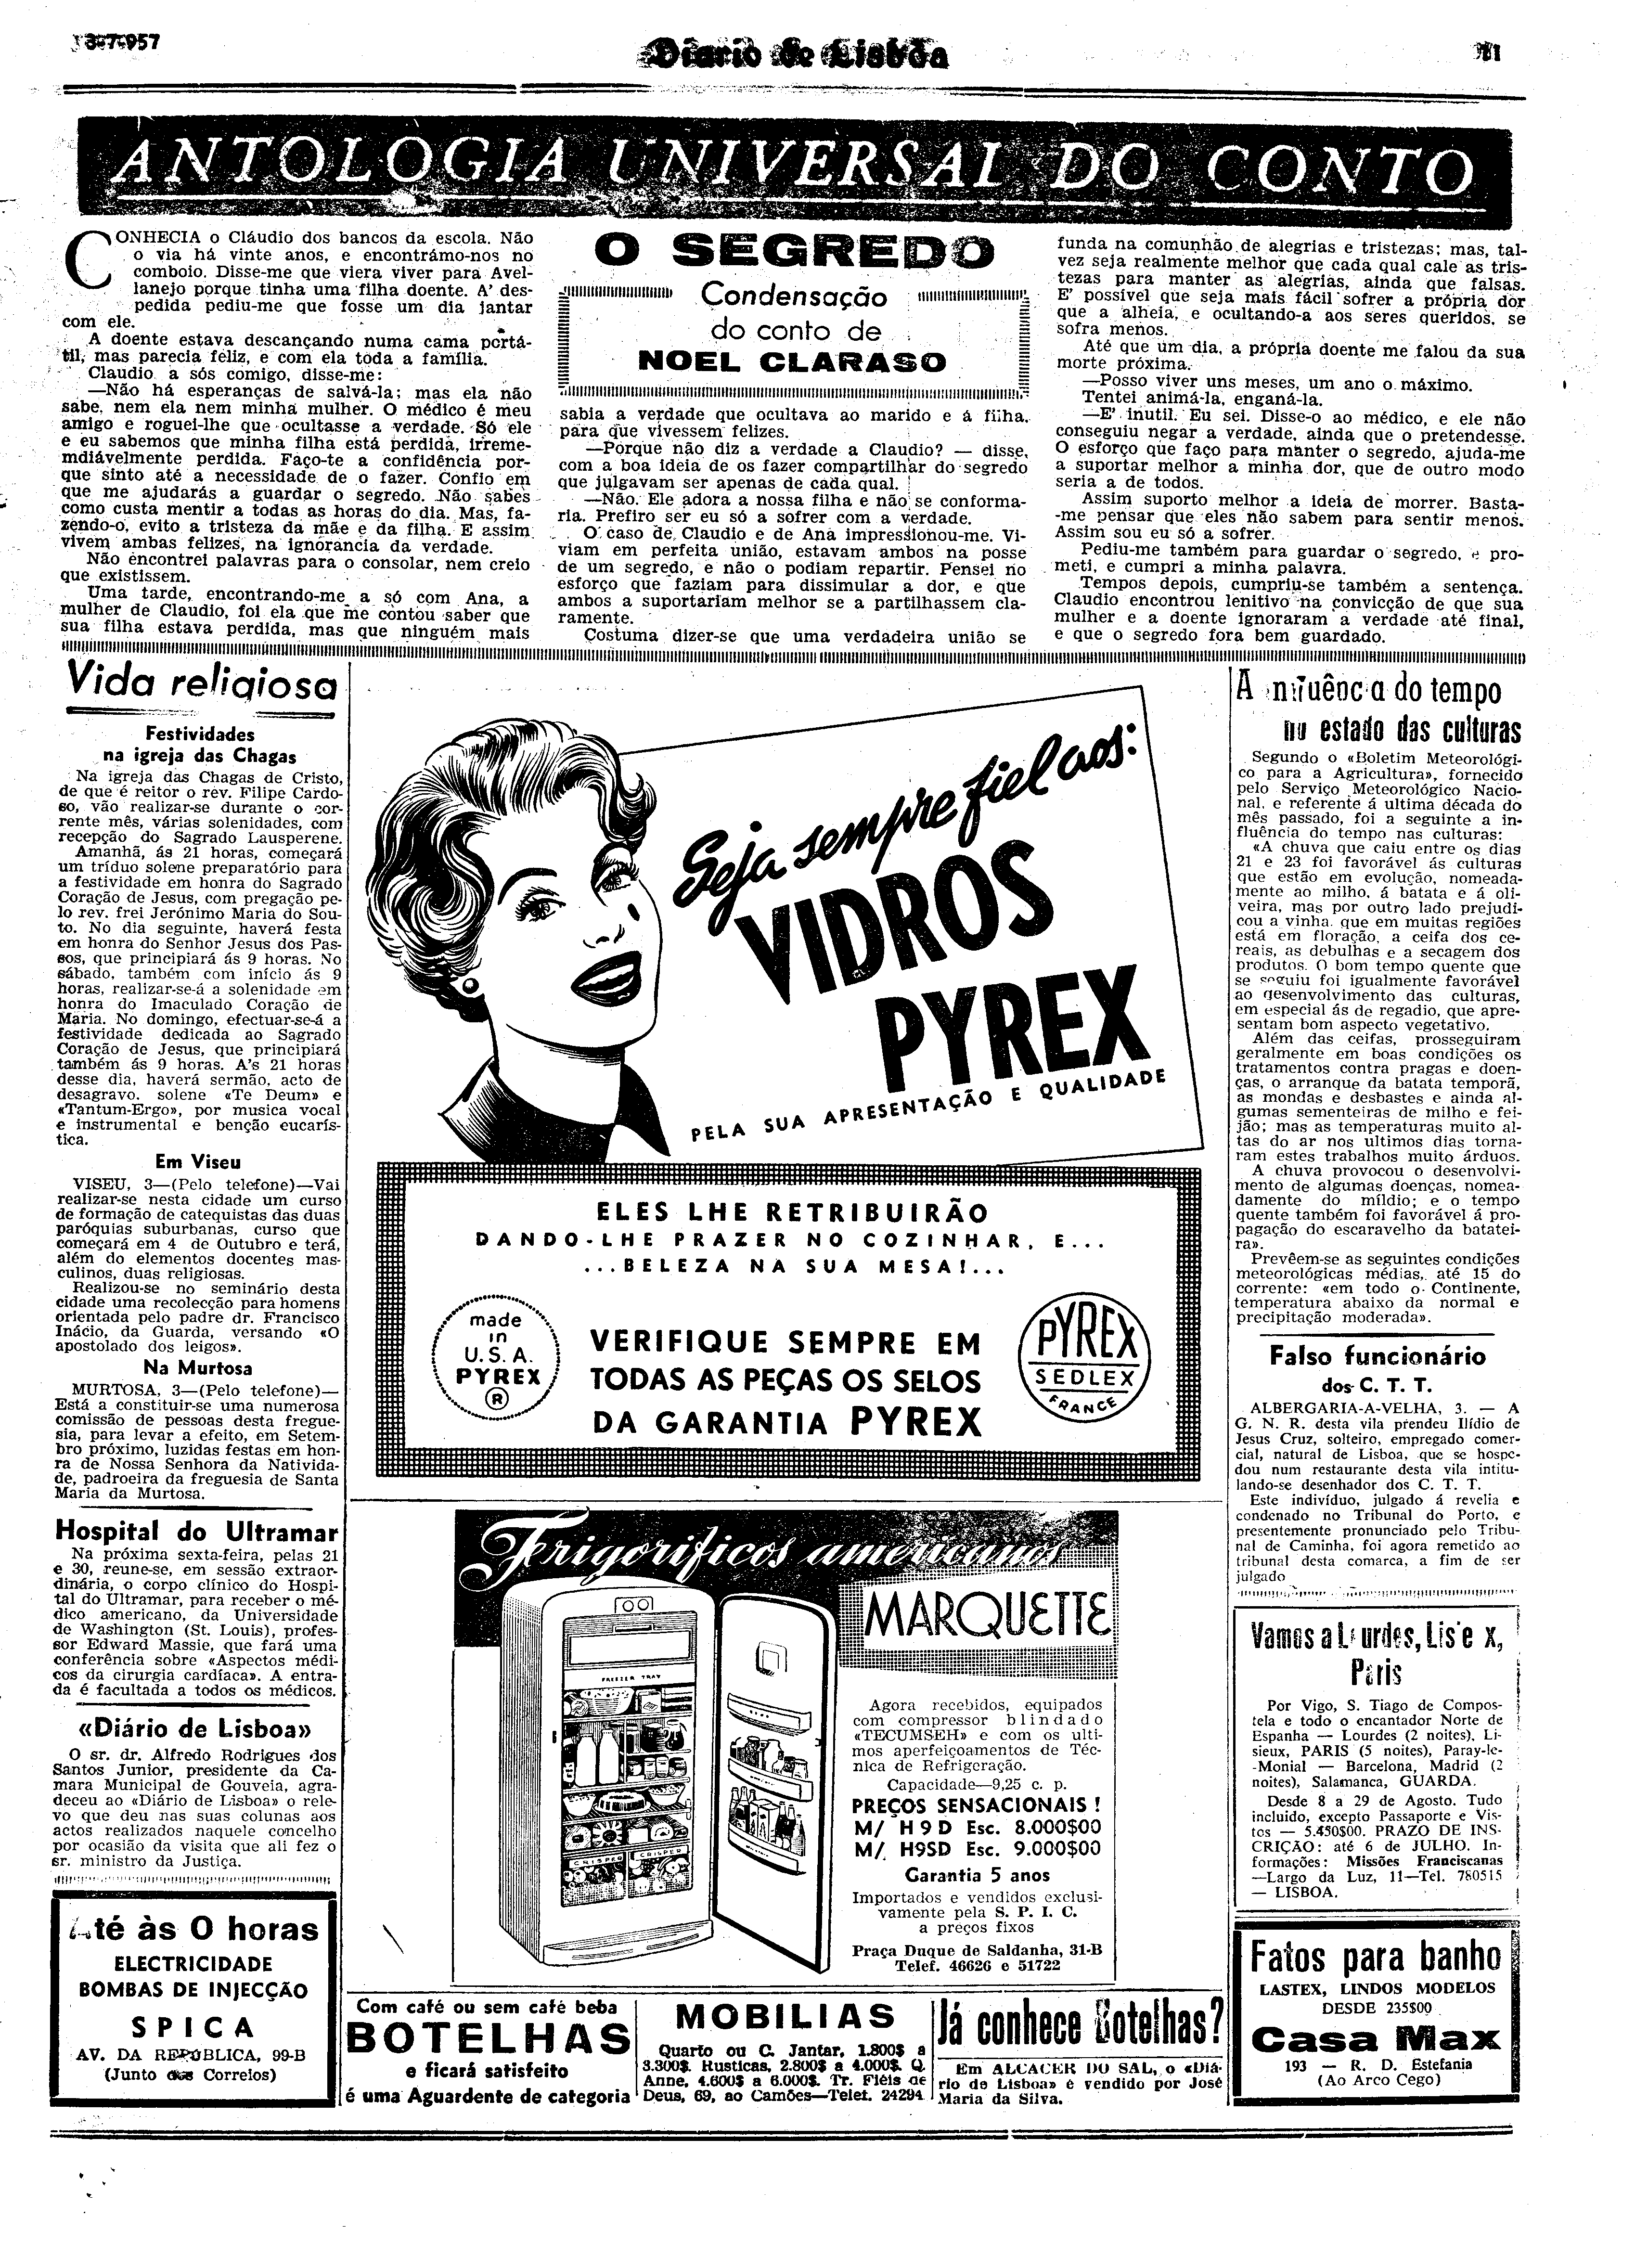 3-7-957
Diario de Lisboa
11
ANTOLOGIA UNIVERSAL DO CONTO
CONHECIA o Cláudio dos bancos da escola. Não
o via há vinte anos, e encontrámo-nos no
comboio. Disse-me que viera viver para Avel-
lanejo porque tinha uma filha doente. A' des-
pedida pediu-me que fosse um dia jantar
com ele.
A doente estava descançando numa cama portá-
til, mas parecia feliz, e com ela toda a família.
Claudio, a sós comigo, disse-me:
—Não há esperanças de salvá-la; mas ela não
sabe, nem ela nem minha mulher. O médico é meu
amigo e roguei-lhe que ocultasse a verdade. Só ele
e eu sabemos que minha filha está perdida, irreme-
mdiávelmente perdida. Faço-te a confidência por-
que sinto até a necessidade de o fazer. Confio em
que me ajudarás a guardar o segredo. Não sabes
como custa mentir a todas as horas do dia. Mas, fa-
zendo-o, evito a tristeza da mãe e da filha. E assim
vivem ambas felizes, na ignorância da verdade.
Não encontrei palavras para o consolar, nem creio
que existissem.
Uma tarde, encontrando-me a só com Ana, a
mulher de Claudio, foi ela que me contou saber que
sua filha estava perdida, mas que ninguém mais
O SEGREDO
Condensação
do conto de
NOEL CLARASO
sabia a verdade que ocultava ao marido e á filha,
para que vivessem felizes.
—Porque não diz a verdade a Claudio? — disse,
com a boa ideia de os fazer compartilhar do segredo
que julgavam ser apenas de cada qual.
—Não. Ele adora a nossa filha e não se conforma-
ria. Prefiro ser eu só a sofrer com a verdade.
O caso de Claudio e de Ana impressionou-me. Vi-
viam em perfeita união, estavam ambos na posse
de um segredo, e não o podiam repartir. Pensei no
esforço que faziam para dissimular a dor, e que
ambos a suportariam melhor se a partilhassem cla-
ramente.
Costuma dizer-se que uma verdadeira união se
funda na comunhão de alegrias e tristezas; mas, tal-
vez seja realmente melhor que cada qual cale as tris-
tezas para manter as alegrias, ainda que falsas.
E' possível que seja mais fácil sofrer a própria dor
que a alheia, e ocultando-a aos seres queridos, se
sofra menos.
Até que um dia, a própria doente me falou da sua
morte próxima.
—Posso viver uns meses, um ano o máximo.
Tentei animá-la, enganá-la.
—E' inutil. Eu sei. Disse-o ao médico, e ele não
conseguiu negar a verdade, ainda que o pretendesse.
O esforço que faço para manter o segredo, ajuda-me
a suportar melhor a minha dor, que de outro modo
seria a de todos.
Assim suporto melhor a ideia de morrer. Basta-
-me pensar que eles não sabem para sentir menos.
Assim sou eu só a sofrer.
Pediu-me também para guardar o segredo, e pro-
meti, e cumpri a minha palavra.
Tempos depois, cumpriu-se também a sentença.
Claudio encontrou lenitivo na convicção de que sua
mulher e a doente ignoraram a verdade até final,
e que o segredo fora bem guardado.
Vida religiosa
Festividades
na igreja das Chagas
Na igreja das Chagas de Cristo,
de que é reitor o rev. Filipe Cardo-
so, vão realizar-se durante o cor-
rente mês, várias solenidades, com
recepção do Sagrado Lausperene.
Amanhã, ás 21 horas, começará
um tríduo solene preparatório para
a festividade em honra do Sagrado
Coração de Jesus, com pregação pe-
lo rev. frei Jerónimo Maria do Sou-
to. No dia seguinte, haverá festa
em honra do Senhor Jesus dos Pas-
sos, que principiará ás 9 horas. No
sábado, também com início ás 9
horas, realizar-se-á a solenidade em
honra do Imaculado Coração de
Maria. No domingo, efectuar-se-á a
festividade dedicada ao Sagrado
Coração de Jesus, que principiará
também ás 9 horas. A's 21 horas
desse dia, haverá sermão, acto de
desagravo, solene «Te Deum» e
«Tantum-Ergo», por musica vocal
e instrumental e benção eucarís-
tica.
Em Viseu
VISEU, 3—(Pelo telefone)—Vai
realizar-se nesta cidade um curso
de formação de catequistas das duas
paróquias suburbanas, curso que
começará em 4 de Outubro e terá,
além do elementos docentes mas-
culinos, duas religiosas.
Realizou-se no seminário desta
cidade uma recolecção para homens
orientada pelo padre dr. Francisco
Inácio, da Guarda, versando «O
apostolado dos leigos».
Na Murtosa
MURTOSA, 3—(Pelo telefone)—
Está a constituir-se uma numerosa
comissão de pessoas desta fregue-
sia, para levar a efeito, em Setem-
bro próximo, luzidas festas em hon-
ra de Nossa Senhora da Nativida-
de, padroeira da freguesia de Santa
Maria da Murtosa.
Hospital do Ultramar
Na próxima sexta-feira, pelas 21
e 30, reune-se, em sessão extraor-
dinária, o corpo clínico do Hospi-
tal do Ultramar, para receber o mé-
dico americano, da Universidade
de Washington (St. Louis), profes-
sor Edward Massie, que fará uma
conferência sobre «Aspectos médi-
cos da cirurgia cardíaca». A entra-
da é facultada a todos os médicos.
«Diário de Lisboa»
O sr. dr. Alfredo Rodrigues dos
Santos Junior, presidente da Ca-
mara Municipal de Gouveia, agra-
deceu ao «Diário de Lisboa» o rele-
vo que deu nas suas colunas aos
actos realizados naquele concelho
por ocasião da visita que ali fez o
sr. ministro da Justiça.
Até às 0 horas
ELECTRICIDADE
BOMBAS DE INJECÇÃO
SPICA
AV. DA REPÚBLICA, 99-B
(Junto dos Correios)
Seja sempre fiel aos:
VIDROS
PYREX
PELA SUA APRESENTAÇÃO E QUALIDADE
ELES LHE RETRIBUIRÃO
DANDO-LHE PRAZER NO COZINHAR, E...
...BELEZA NA SUA MESA!...
made
in
U.S.A.
PYREX
®
VERIFIQUE SEMPRE EM
TODAS AS PEÇAS OS SELOS
DA GARANTIA PYREX
PYREX
SEDLEX
FRANCE
Frigorificos americanos
MARQUETTE
FREEZER TRAY
CRISPER
CRISPER
Agora recebidos, equipados
com compressor blindado
«TECUMSEH» e com os ulti-
mos aperfeiçoamentos de Téc-
nica de Refrigeração.
Capacidade—9,25 c. p.
PREÇOS SENSACIONAIS !
M/ H9D Esc. 8.000$00
M/ H9SD Esc. 9.000$00
Garantia 5 anos
Importados e vendidos exclusi-
vamente pela S. P. I. C.
a preços fixos
Praça Duque de Saldanha, 31-B
Telef. 46626 e 51722
Com café ou sem café beba
BOTELHAS
e ficará satisfeito
é uma Aguardente de categoria
MOBILIAS
Quarto ou C. Jantar, 1.800$ a
3.300$. Rusticas, 2.800$ a 4.000$. Q.
Anne, 4.600$ a 6.000$. Tr. Fiéis de
Deus, 69, ao Camões—Telet. 24294
Já conhece Botelhas?
Em ALCACER DO SAL, o «Diá-
rio de Lisboa» é vendido por José
Maria da Silva.
A influência do tempo
no estado das culturas
Segundo o «Boletim Meteorológi-
co para a Agricultura», fornecido
pelo Serviço Meteorológico Nacio-
nal, e referente á ultima década do
mês passado, foi a seguinte a in-
fluência do tempo nas culturas:
«A chuva que caiu entre os dias
21 e 23 foi favorável ás culturas
que estão em evolução, nomeada-
mente ao milho, á batata e á oli-
veira, mas por outro lado prejudi-
cou a vinha, que em muitas regiões
está em floração, a ceifa dos ce-
reais, as debulhas e a secagem dos
produtos. O bom tempo quente que
se seguiu foi igualmente favorável
ao desenvolvimento das culturas,
em especial ás de regadio, que apre-
sentam bom aspecto vegetativo.
Além das ceifas, prosseguiram
geralmente em boas condições os
tratamentos contra pragas e doen-
ças, o arranque da batata temporã,
as mondas e desbastes e ainda al-
gumas sementeiras de milho e fei-
jão; mas as temperaturas muito al-
tas do ar nos ultimos dias torna-
ram estes trabalhos muito árduos.
A chuva provocou o desenvolvi-
mento de algumas doenças, nomea-
damente do míldio; e o tempo
quente também foi favorável á pro-
pagação do escaravelho da batatei-
ra».
Prevêem-se as seguintes condições
meteorológicas médias, até 15 do
corrente: «em todo o Continente,
temperatura abaixo da normal e
precipitação moderada».
Falso funcionário
dos C. T. T.
ALBERGARIA-A-VELHA, 3. — A
G. N. R. desta vila prendeu Ilídio de
Jesus Cruz, solteiro, empregado comer-
cial, natural de Lisboa, que se hospe-
dou num restaurante desta vila intitu-
lando-se desenhador dos C. T. T.
Este indivíduo, julgado á revelia e
condenado no Tribunal do Porto, e
presentemente pronunciado pelo Tribu-
nal de Caminha, foi agora remetido ao
tribunal desta comarca, a fim de ser
julgado
Vamos a Lourdes, Lisieux,
Paris
Por Vigo, S. Tiago de Compos-
tela e todo o encantador Norte de
Espanha — Lourdes (2 noites), Li-
sieux, PARIS (5 noites), Paray-le-
-Monial — Barcelona, Madrid (2
noites), Salamanca, GUARDA.
Desde 8 a 29 de Agosto. Tudo
incluido, excepto Passaporte e Vis-
tos — 5.450$00. PRAZO DE INS-
CRIÇÃO: até 6 de JULHO. In-
formações: Missões Franciscanas
—Largo da Luz, 11—Tel. 780515
— LISBOA.
Fatos para banho
LASTEX, LINDOS MODELOS
DESDE 235$00
Casa Max
193 — R. D. Estefania
(Ao Arco Cego)